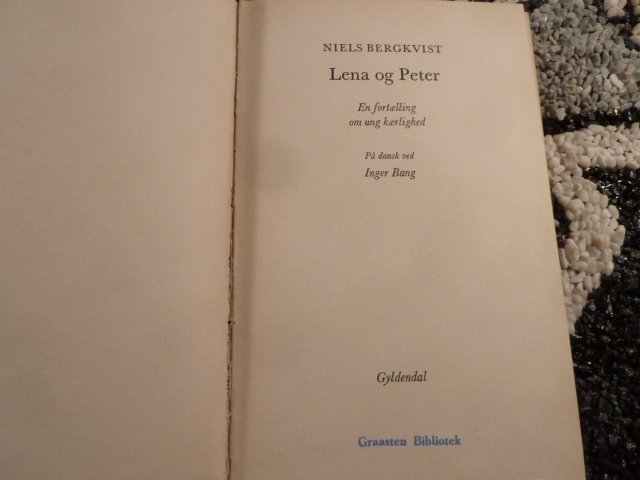 NIELS BERGKVIST
Lena og Peter
En fortælling
om ung kærlighed
På dansk ved
Inger Bang
Gyldendal
Graasten Bibliotek